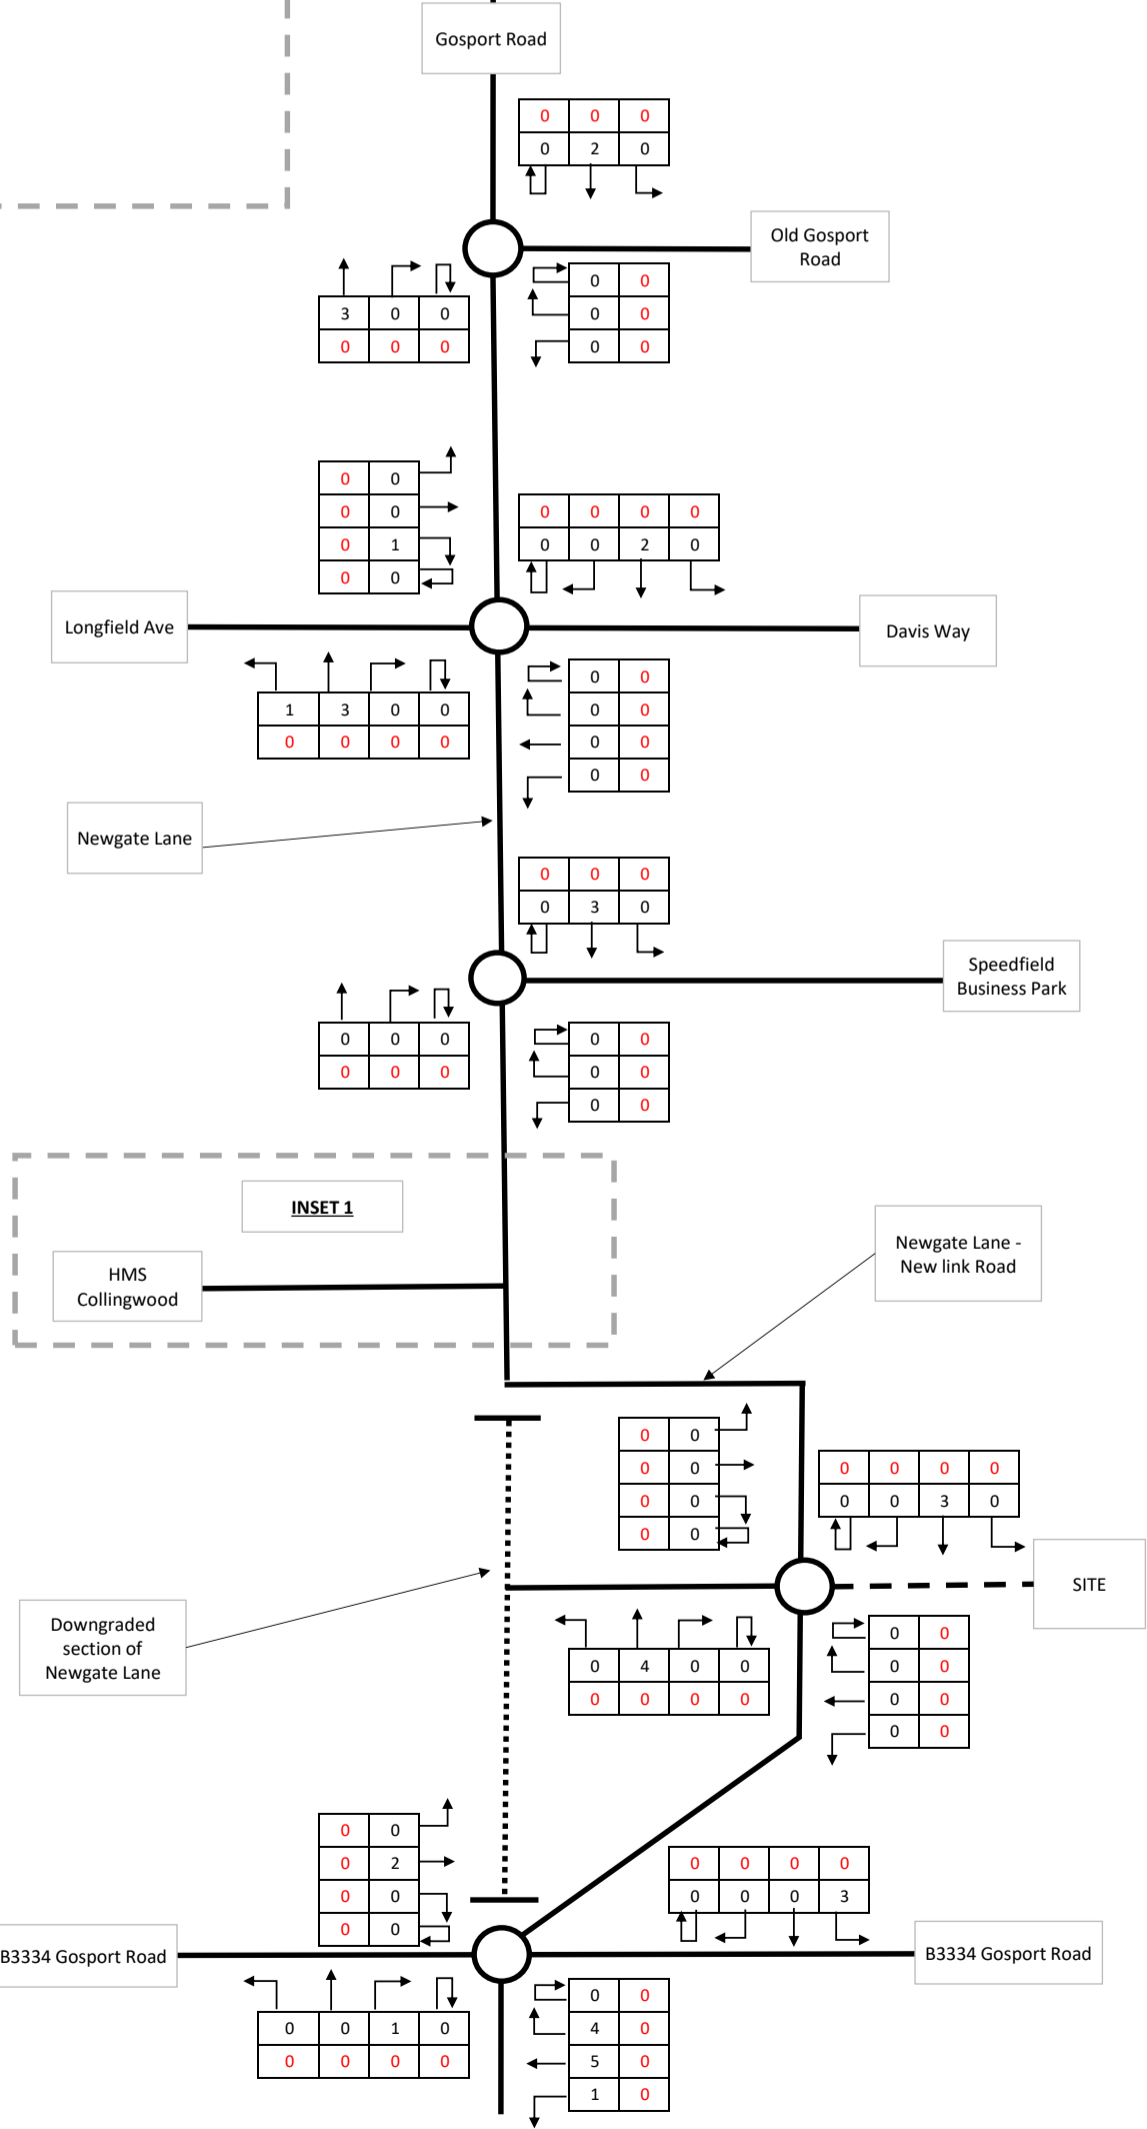 Gosport Road
0 0 0
0 2 0
Old Gosport
Road
3 0 0
0 0 0
0 0
0 0
0 0
0 0
0 0
0 1
0 0
0 0 0 0
0 0 2 0
Longfield Ave
Davis Way
1 3 0 0
0 0 0 0
0 0
0 0
0 0
0 0
Newgate Lane
0 0 0
0 3 0
Speedfield
Business Park
0 0 0
0 0 0
0 0
0 0
0 0
INSET 1
HMS
Collingwood
Newgate Lane -
New link Road
0 0
0 0
0 0
0 0
0 0 0 0
0 0 3 0
SITE
Downgraded
section of
Newgate Lane
0 4 0 0
0 0 0 0
0 0
0 0
0 0
0 0
0 0
0 2
0 0
0 0
0 0 0 0
0 0 0 3
B3334 Gosport Road
B3334 Gosport Road
0 0 1 0
0 0 0 0
0 0
4 0
5 0
1 0